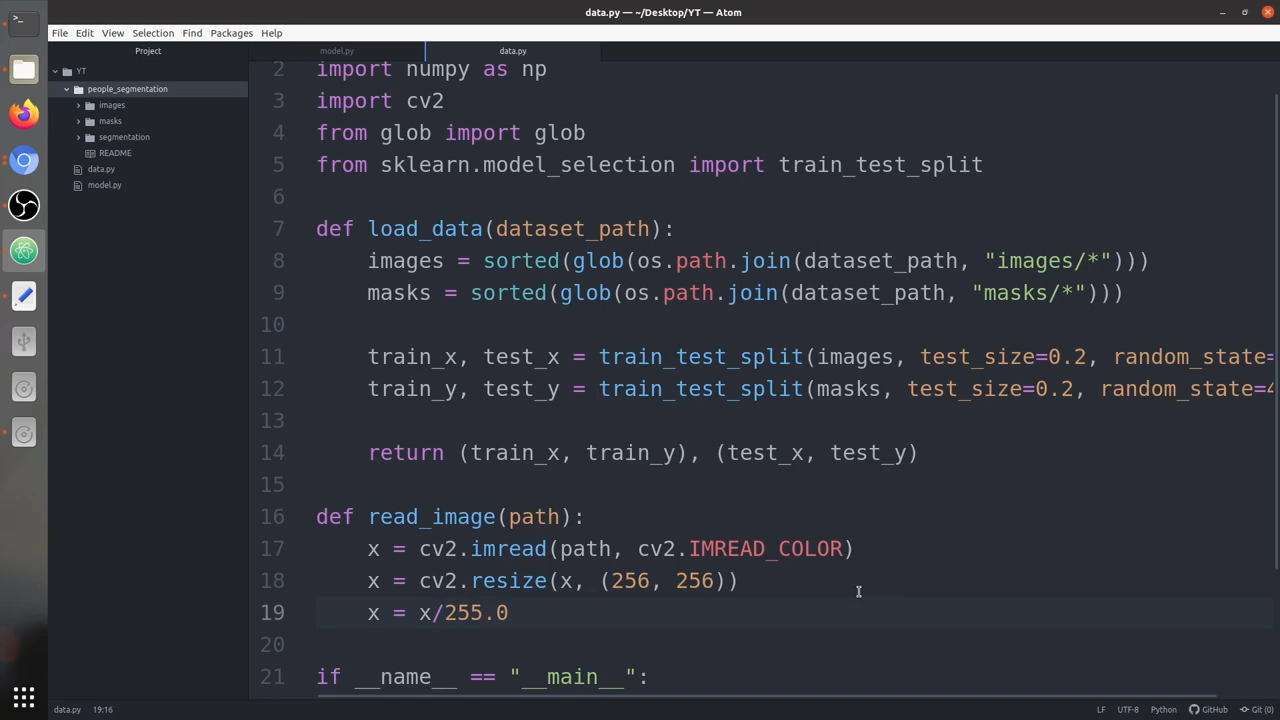 data.py — ~/Desktop/YT — Atom
File Edit View Selection Find Packages Help
Project
model.py
data.py
YT
people_segmentation
images
masks
segmentation
README
data.py
model.py
2 import numpy as np
3 import cv2
4 from glob import glob
5 from sklearn.model_selection import train_test_split
6
7 def load_data(dataset_path):
8 images = sorted(glob(os.path.join(dataset_path, "images/*")))
9 masks = sorted(glob(os.path.join(dataset_path, "masks/*")))
10
11 train_x, test_x = train_test_split(images, test_size=0.2, random_state=
12 train_y, test_y = train_test_split(masks, test_size=0.2, random_state=4
13
14 return (train_x, train_y), (test_x, test_y)
15
16 def read_image(path):
17 x = cv2.imread(path, cv2.IMREAD_COLOR)
18 x = cv2.resize(x, (256, 256))
19 x = x/255.0
20
21 if __name__ == "__main__":
data.py 19:16 LF UTF-8 Python GitHub Git (0)